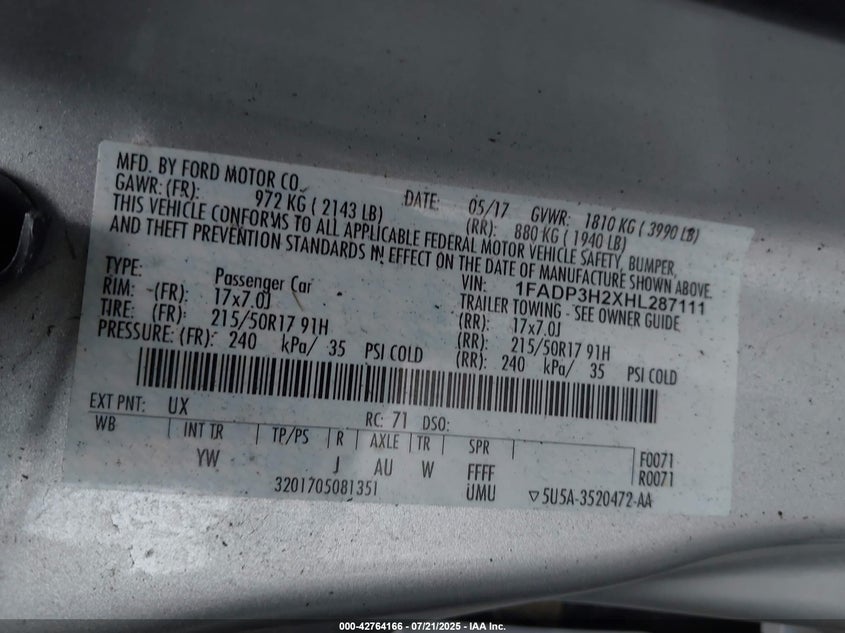 MFD. BY FORD MOTOR CO.
DATE: 05/17 GVWR: 1810 KG ( 3990 LB)
GAWR: (FR): 972 KG ( 2143 LB) (RR): 880 KG ( 1940 LB)
THIS VEHICLE CONFORMS TO ALL APPLICABLE FEDERAL MOTOR VEHICLE SAFETY, BUMPER,
AND THEFT PREVENTION STANDARDS IN EFFECT ON THE DATE OF MANUFACTURE SHOWN ABOVE.
VIN: 1FADP3H2XHL287111
TYPE: Passenger Car TRAILER TOWING - SEE OWNER GUIDE
RIM: (FR): 17x7.0J (RR): 17x7.0J
TIRE: (FR): 215/50R17 91H (RR): 215/50R17 91H
PRESSURE: (FR): 240 kPa/ 35 PSI COLD (RR): 240 kPa/ 35 PSI COLD
EXT PNT: UX RC: 71 DSO:
WB INT TR TP/PS R AXLE TR SPR F0071
YW J AU W FFFF R0071
3201705081351 UMU ▽5U5A-3520472-AA
000-42764166 - 07/21/2025 - IAA Inc.